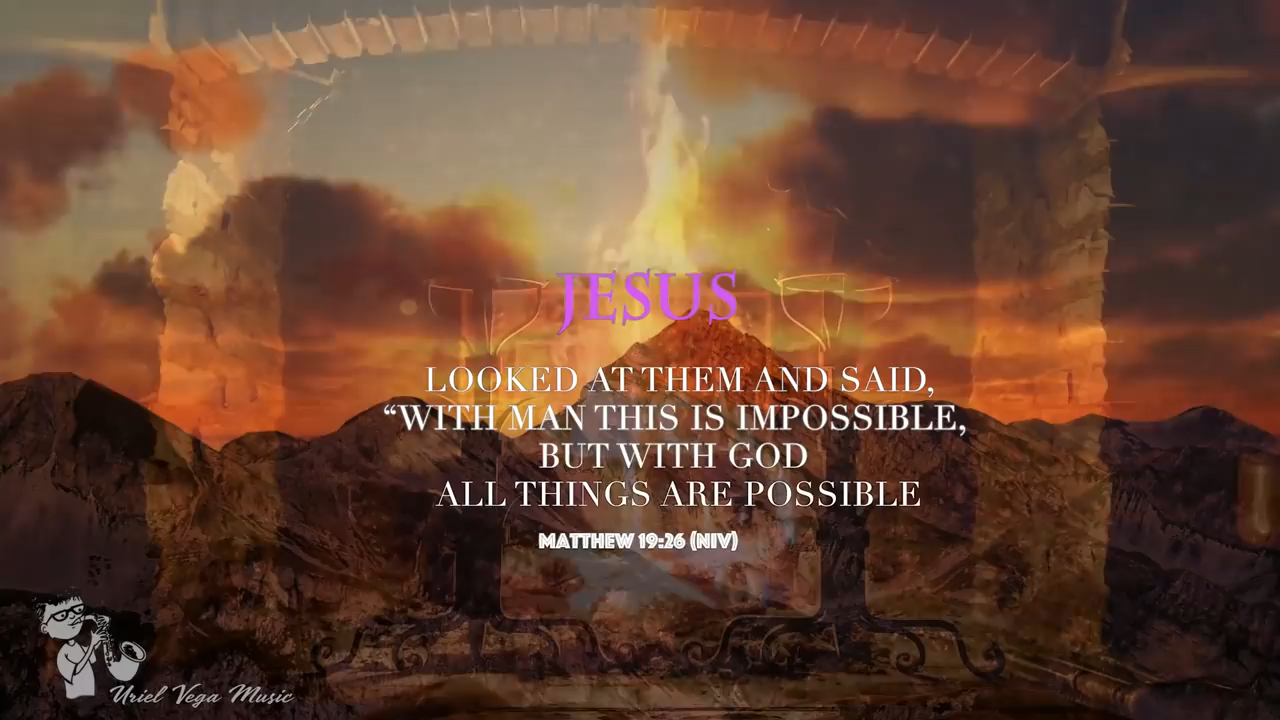 JESUS
LOOKED AT THEM AND SAID,
“WITH MAN THIS IS IMPOSSIBLE,
BUT WITH GOD
ALL THINGS ARE POSSIBLE
MATTHEW 19:26 (NIV)
Uriel Vega Music